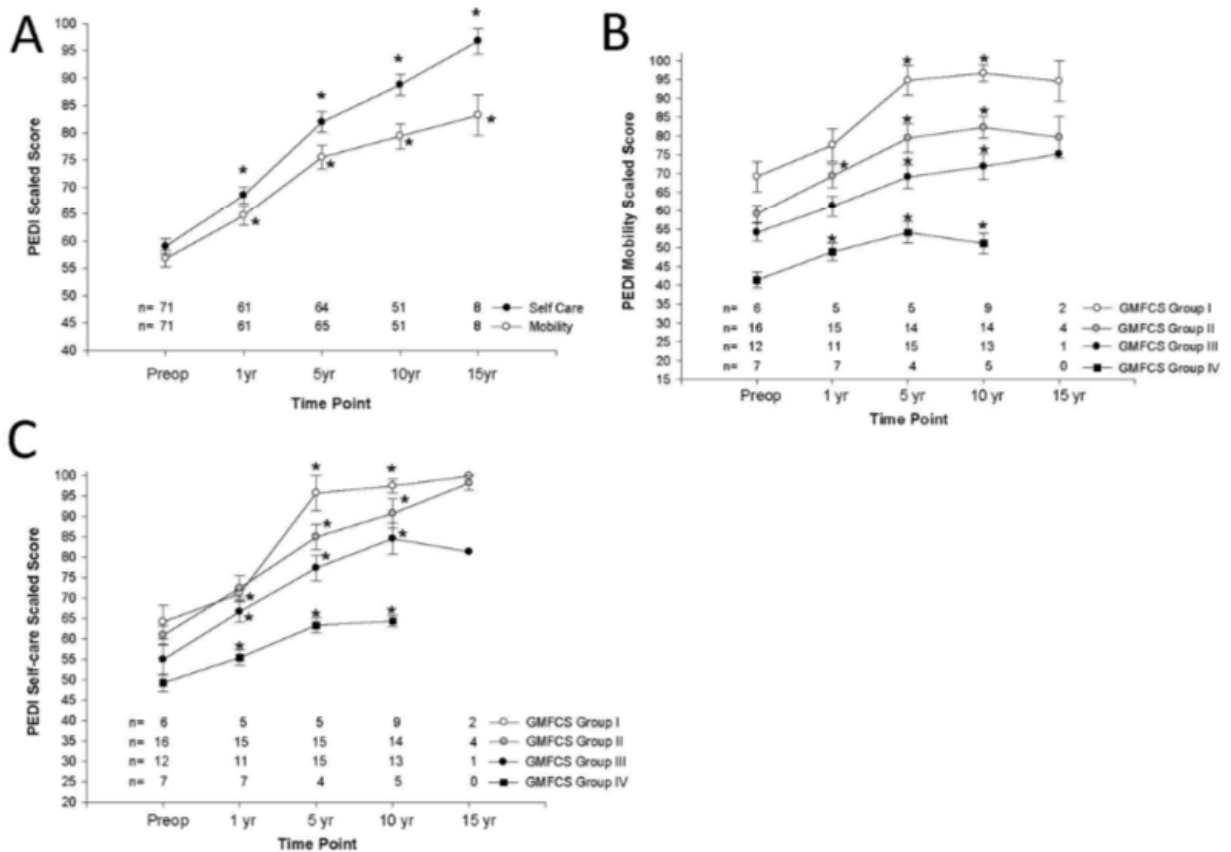 A
PEDI Scaled Score
100
95
90
85
80
75
70
65
60
55
50
45
40
* * * *
* * * *
n= 71 61 64 51 8 Self Care
n= 71 61 65 51 8 Mobility
Preop 1yr 5yr 10yr 15yr
Time Point
B
PEDI Mobility Scaled Score
100
95
90
85
80
75
70
65
60
55
50
45
40
35
30
25
20
15
* *
* * *
* *
* * *
n= 6 5 5 9 2 GMFCS Group I
n= 16 15 14 14 4 GMFCS Group II
n= 12 11 15 13 1 GMFCS Group III
n= 7 7 4 5 0 GMFCS Group IV
Preop 1 yr 5 yr 10 yr 15 yr
Time Point
C
PEDI Self-care Scaled Score
100
95
90
85
80
75
70
65
60
55
50
45
40
35
30
25
20
* *
* * *
* * *
* * *
n= 6 5 5 9 2 GMFCS Group I
n= 16 15 15 14 4 GMFCS Group II
n= 12 11 15 13 1 GMFCS Group III
n= 7 7 4 5 0 GMFCS Group IV
Preop 1 yr 5 yr 10 yr 15 yr
Time Point